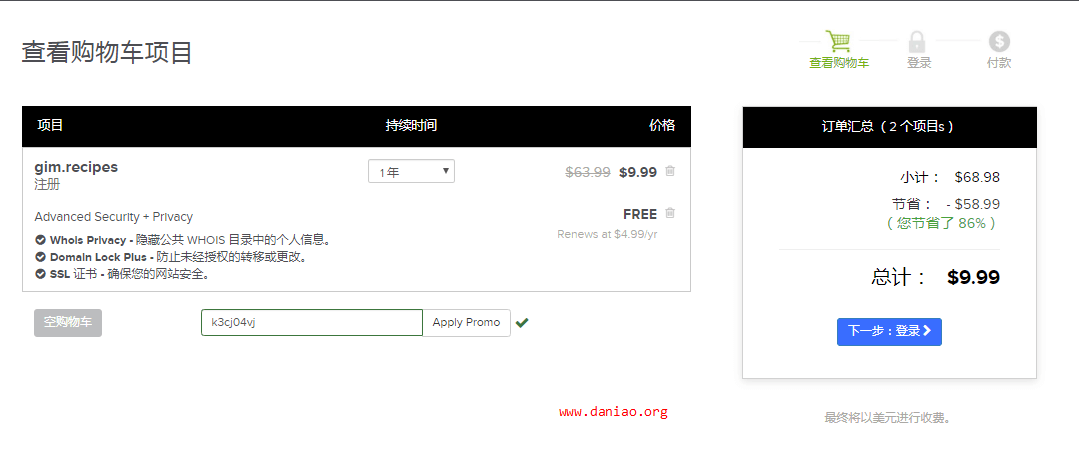 查看购物车项目
查看购物车
登录
付款
项目 持续时间 价格
gim.recipes 1 年 $63.99 $9.99
注册
Advanced Security + Privacy FREE
Renews at $4.99/yr
Whois Privacy - 隐藏公共 WHOIS 目录中的个人信息。
Domain Lock Plus - 防止未经授权的转移或更改。
SSL 证书 - 确保您的网站安全。
空购物车 k3cj04vj Apply Promo
订单汇总（ 2 个项目s ）
小计： $68.98
节省： - $58.99
（ 您节省了 86% ）
总计： $9.99
下一步：登录
最终将以美元进行收费。
www.daniao.org